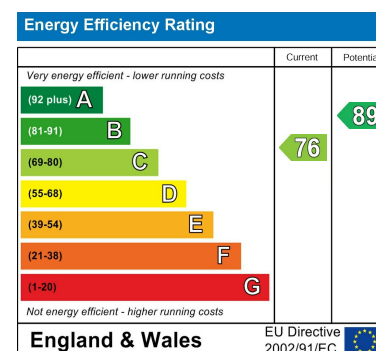 Energy Efficiency Rating
Current Potential
Very energy efficient - lower running costs
(92 plus) A
(81-91) B
(69-80) C
(55-68) D
(39-54) E
(21-38) F
(1-20) G
76
89
Not energy efficient - higher running costs
England & Wales
EU Directive
2002/91/EC